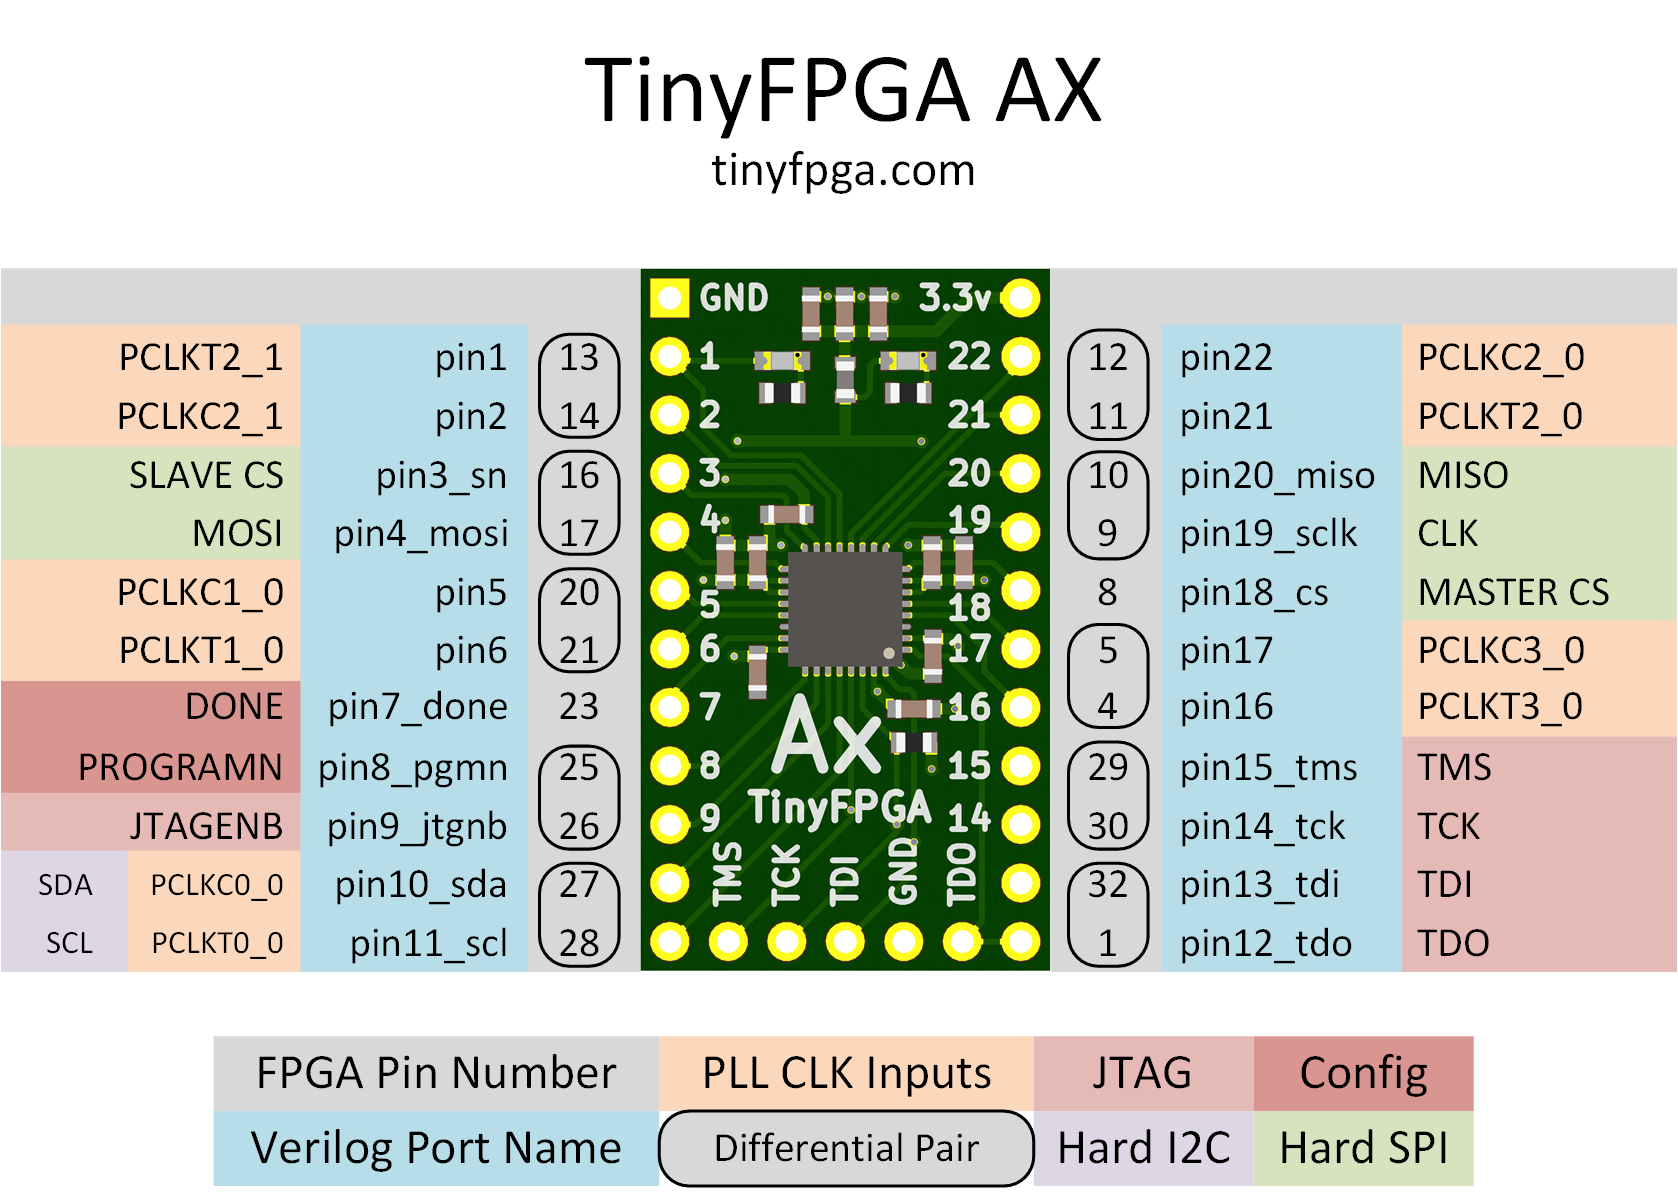 TinyFPGA AX
tinyfpga.com
GND 3.3v
PCLKT2_1 pin1 13 1 22 12 pin22 PCLKC2_0
PCLKC2_1 pin2 14 2 21 11 pin21 PCLKT2_0
SLAVE CS pin3_sn 16 3 20 10 pin20_miso MISO
MOSI pin4_mosi 17 4 19 9 pin19_sclk CLK
PCLKC1_0 pin5 20 5 18 8 pin18_cs MASTER CS
PCLKT1_0 pin6 21 6 17 5 pin17 PCLKC3_0
DONE pin7_done 23 7 16 4 pin16 PCLKT3_0
Ax
PROGRAMN pin8_pgmn 25 8 15 29 pin15_tms TMS
TinyFPGA
JTAGENB pin9_jtgnb 26 9 14 30 pin14_tck TCK
TMS TCK TDI GND TDO
SDA PCLKC0_0 pin10_sda 27 32 pin13_tdi TDI
SCL PCLKT0_0 pin11_scl 28 1 pin12_tdo TDO
FPGA Pin Number PLL CLK Inputs JTAG Config
Verilog Port Name Differential Pair Hard I2C Hard SPI